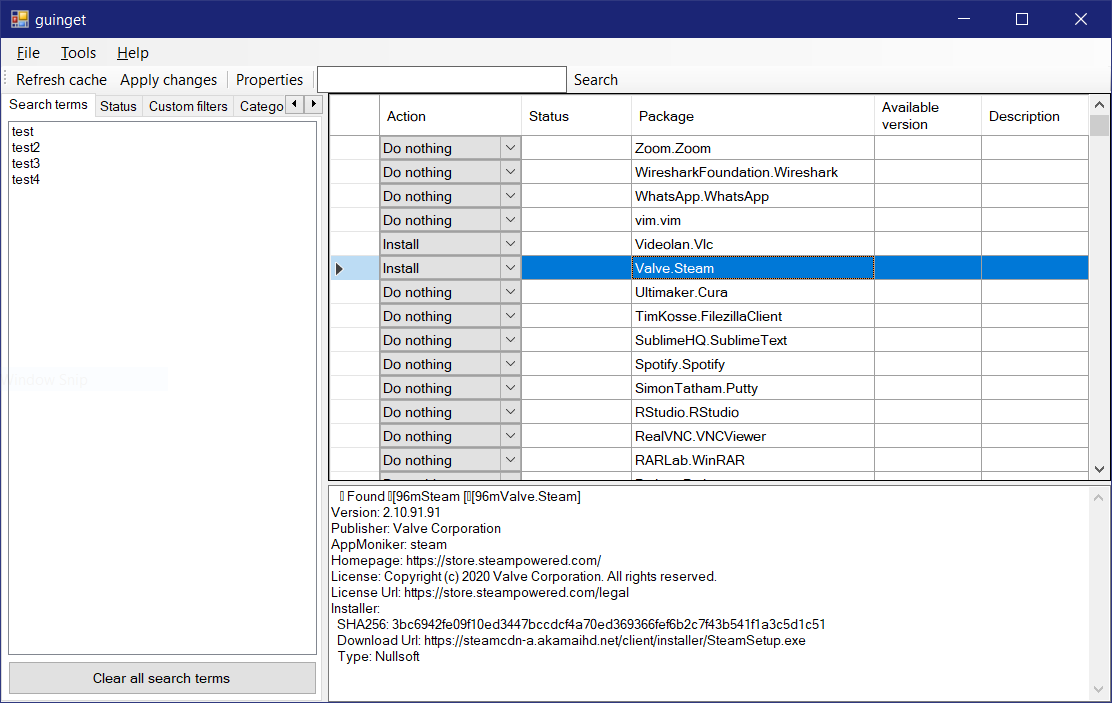 guinget
File Tools Help
Refresh cache Apply changes Properties Search
Search terms Status Custom filters Catego
test
test2
test3
test4
Clear all search terms
Action Status Package Available version Description
Do nothing Zoom.Zoom
Do nothing WiresharkFoundation.Wireshark
Do nothing WhatsApp.WhatsApp
Do nothing vim.vim
Install Videolan.Vlc
Install Valve.Steam
Do nothing Ultimaker.Cura
Do nothing TimKosse.FilezillaClient
Do nothing SublimeHQ.SublimeText
Do nothing Spotify.Spotify
Do nothing SimonTatham.Putty
Do nothing RStudio.RStudio
Do nothing RealVNC.VNCViewer
Do nothing RARLab.WinRAR
Found [96mSteam [[96mValve.Steam]
Version: 2.10.91.91
Publisher: Valve Corporation
AppMoniker: steam
Homepage: https://store.steampowered.com/
License: Copyright (c) 2020 Valve Corporation. All rights reserved.
License Url: https://store.steampowered.com/legal
Installer:
SHA256: 3bc6942fe09f10ed3447bccdcf4a70ed369366fef6b2c7f43b541f1a3c5d1c51
Download Url: https://steamcdn-a.akamaihd.net/client/installer/SteamSetup.exe
Type: Nullsoft